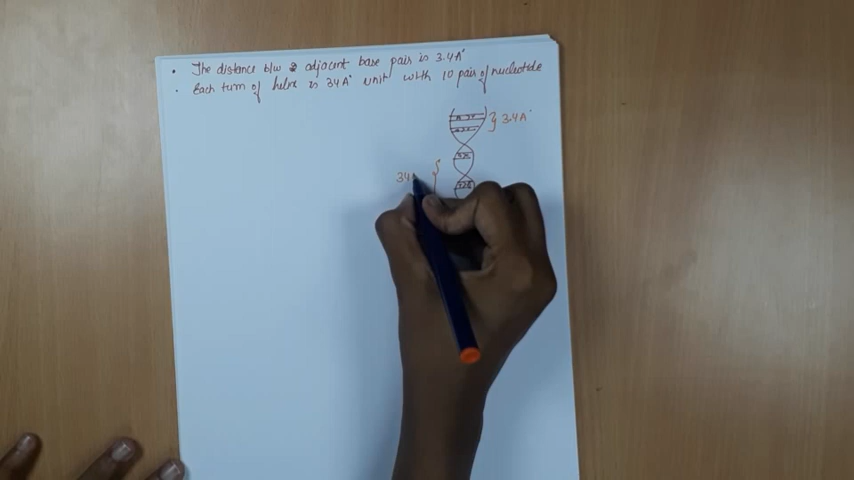 • The distance b/w 2 adjacent base pair is 3.4A°
• Each turn of helix is 34A° unit with 10 pair of nucleotide
3.4A°
34A